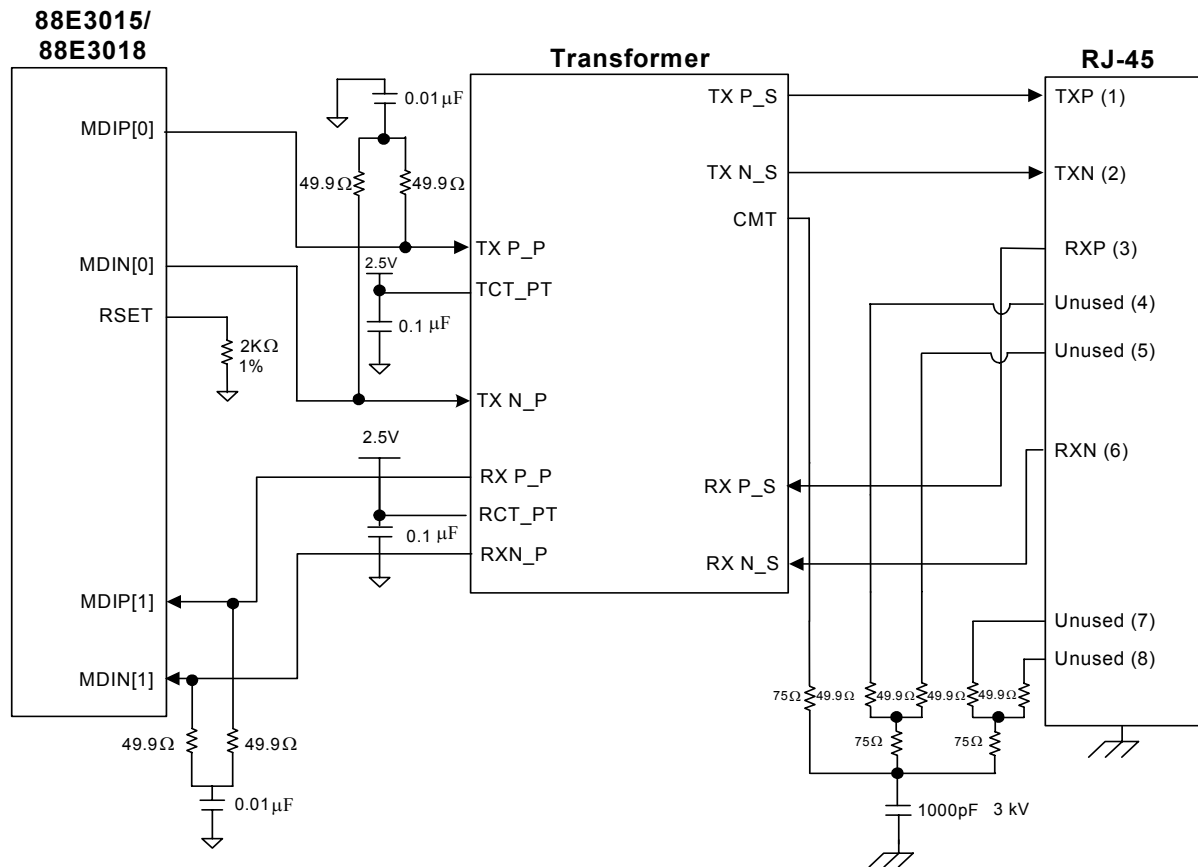 88E3015/
88E3018
Transformer
RJ-45
MDIP[0]
MDIN[0]
RSET
MDIP[1]
MDIN[1]
0.01μF
49.9Ω
49.9Ω
2.5V
0.1 μF
2KΩ
1%
2.5V
0.1 μF
49.9Ω
49.9Ω
0.01μF
TX P_P
TCT_PT
TX N_P
RX P_P
RCT_PT
RXN_P
TX P_S
TX N_S
CMT
RX P_S
RX N_S
TXP (1)
TXN (2)
RXP (3)
Unused (4)
Unused (5)
RXN (6)
Unused (7)
Unused (8)
75Ω
49.9Ω
49.9Ω
49.9Ω
49.9Ω
75Ω
75Ω
1000pF 3 kV